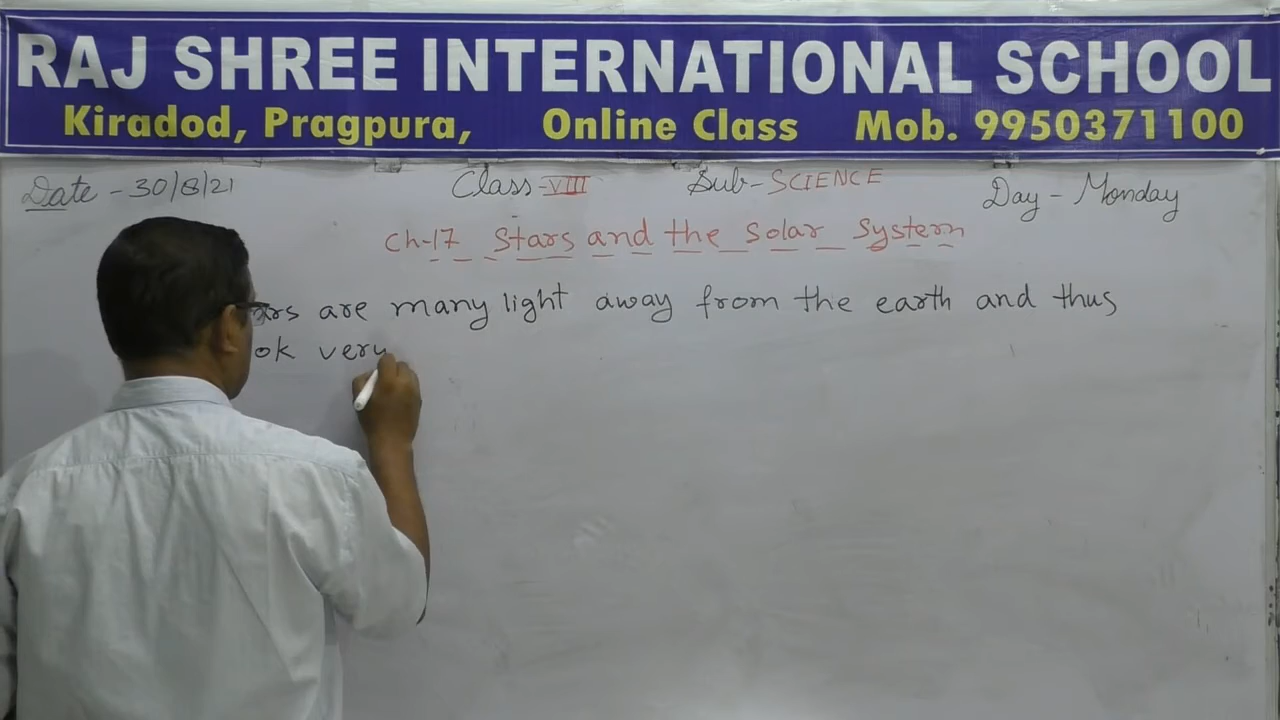 RAJ SHREE INTERNATIONAL SCHOOL
Kiradod, Pragpura, Online Class Mob. 9950371100
Date - 30/8/21 Class-VIII Sub-SCIENCE Day - Monday
Ch-17 Stars and the Solar System
ars are many light away from the earth and thus
ok very